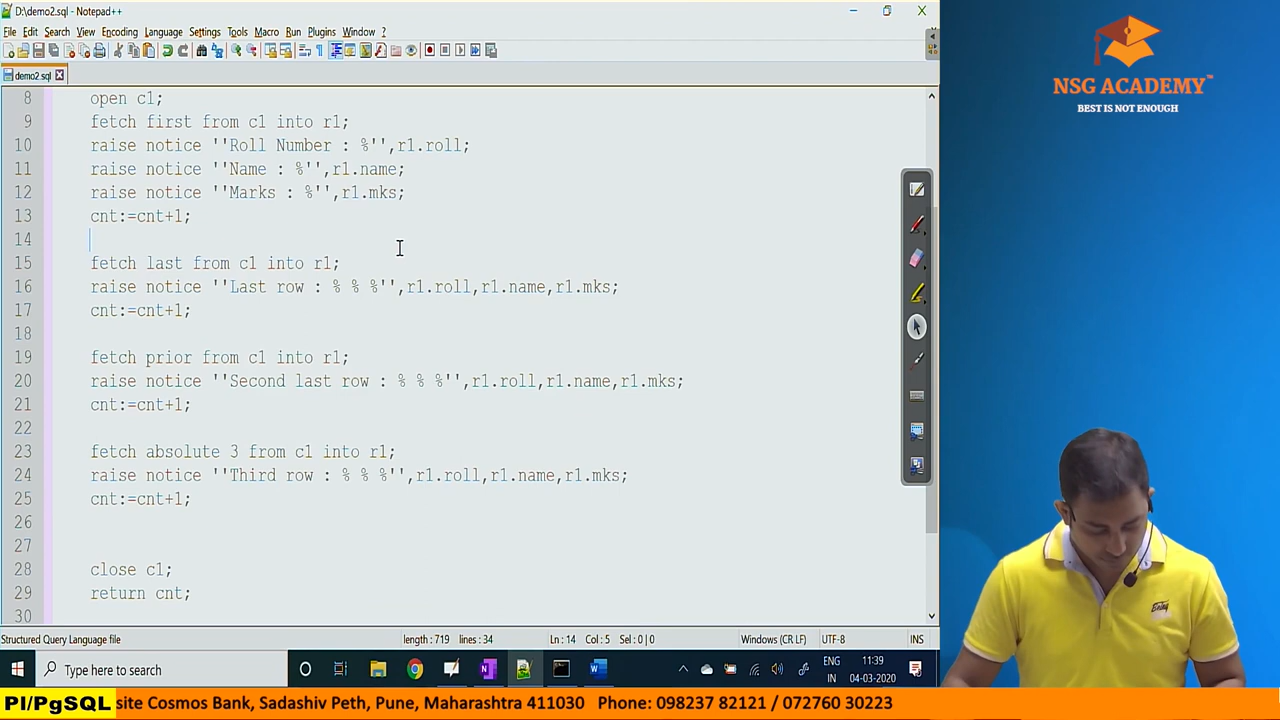 D:\demo2.sql - Notepad++
File Edit Search View Encoding Language Settings Tools Macro Run Plugins Window ?
demo2.sql
8 open c1;
9 fetch first from c1 into r1;
10 raise notice ''Roll Number : %'',r1.roll;
11 raise notice ''Name : %'',r1.name;
12 raise notice ''Marks : %'',r1.mks;
13 cnt:=cnt+1;
14
15 fetch last from c1 into r1;
16 raise notice ''Last row : % % %'',r1.roll,r1.name,r1.mks;
17 cnt:=cnt+1;
18
19 fetch prior from c1 into r1;
20 raise notice ''Second last row : % % %'',r1.roll,r1.name,r1.mks;
21 cnt:=cnt+1;
22
23 fetch absolute 3 from c1 into r1;
24 raise notice ''Third row : % % %'',r1.roll,r1.name,r1.mks;
25 cnt:=cnt+1;
26
27
28 close c1;
29 return cnt;
30
Structured Query Language file length : 719 lines : 34 Ln : 14 Col : 5 Sel : 0 | 0 Windows (CR LF) UTF-8 INS
Type here to search
ENG
IN
11:39
04-03-2020
NSG ACADEMY™
BEST IS NOT ENOUGH
Being
Pl/PgSQL site Cosmos Bank, Sadashiv Peth, Pune, Maharashtra 411030 Phone: 098237 82121 / 072760 30223